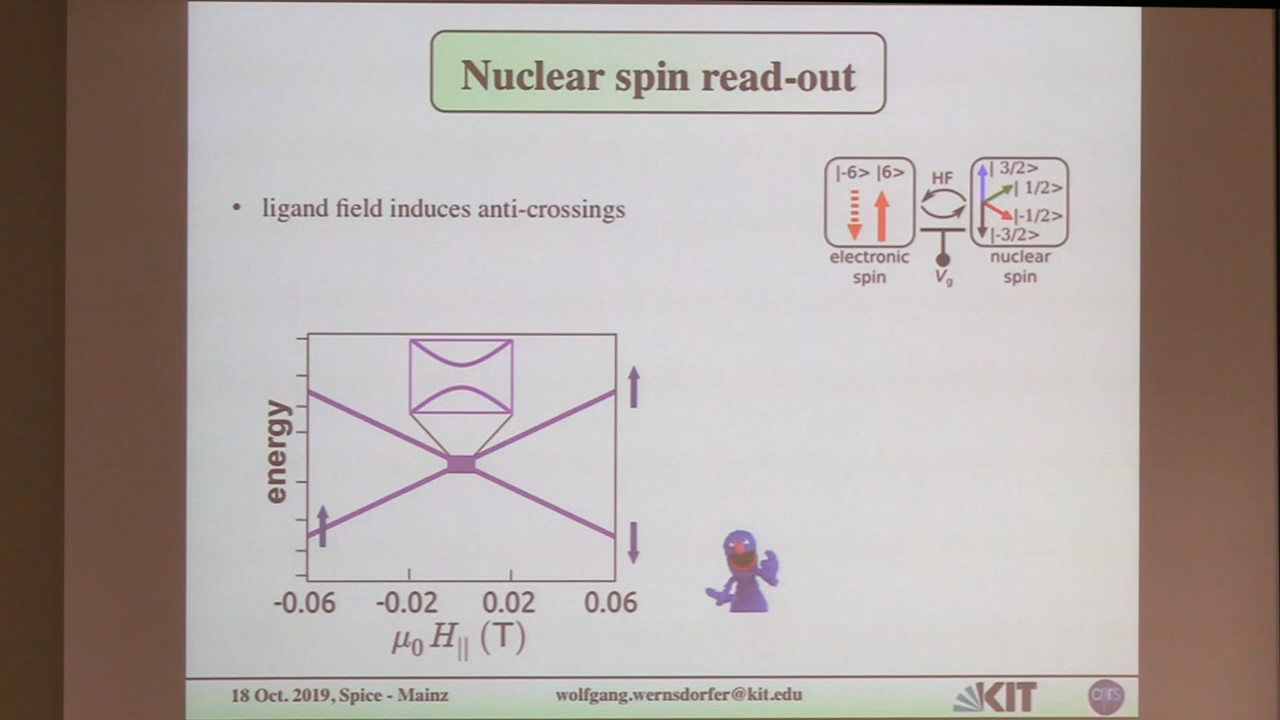 Nuclear spin read-out
• ligand field induces anti-crossings
|-6> |6>
HF
| 3/2>
| 1/2>
|-1/2>
|-3/2>
electronic
spin
Vg
nuclear
spin
energy
-0.06 -0.02 0.02 0.06
μ0 H|| (T)
18 Oct. 2019, Spice - Mainz
wolfgang.wernsdorfer@kit.edu
KIT